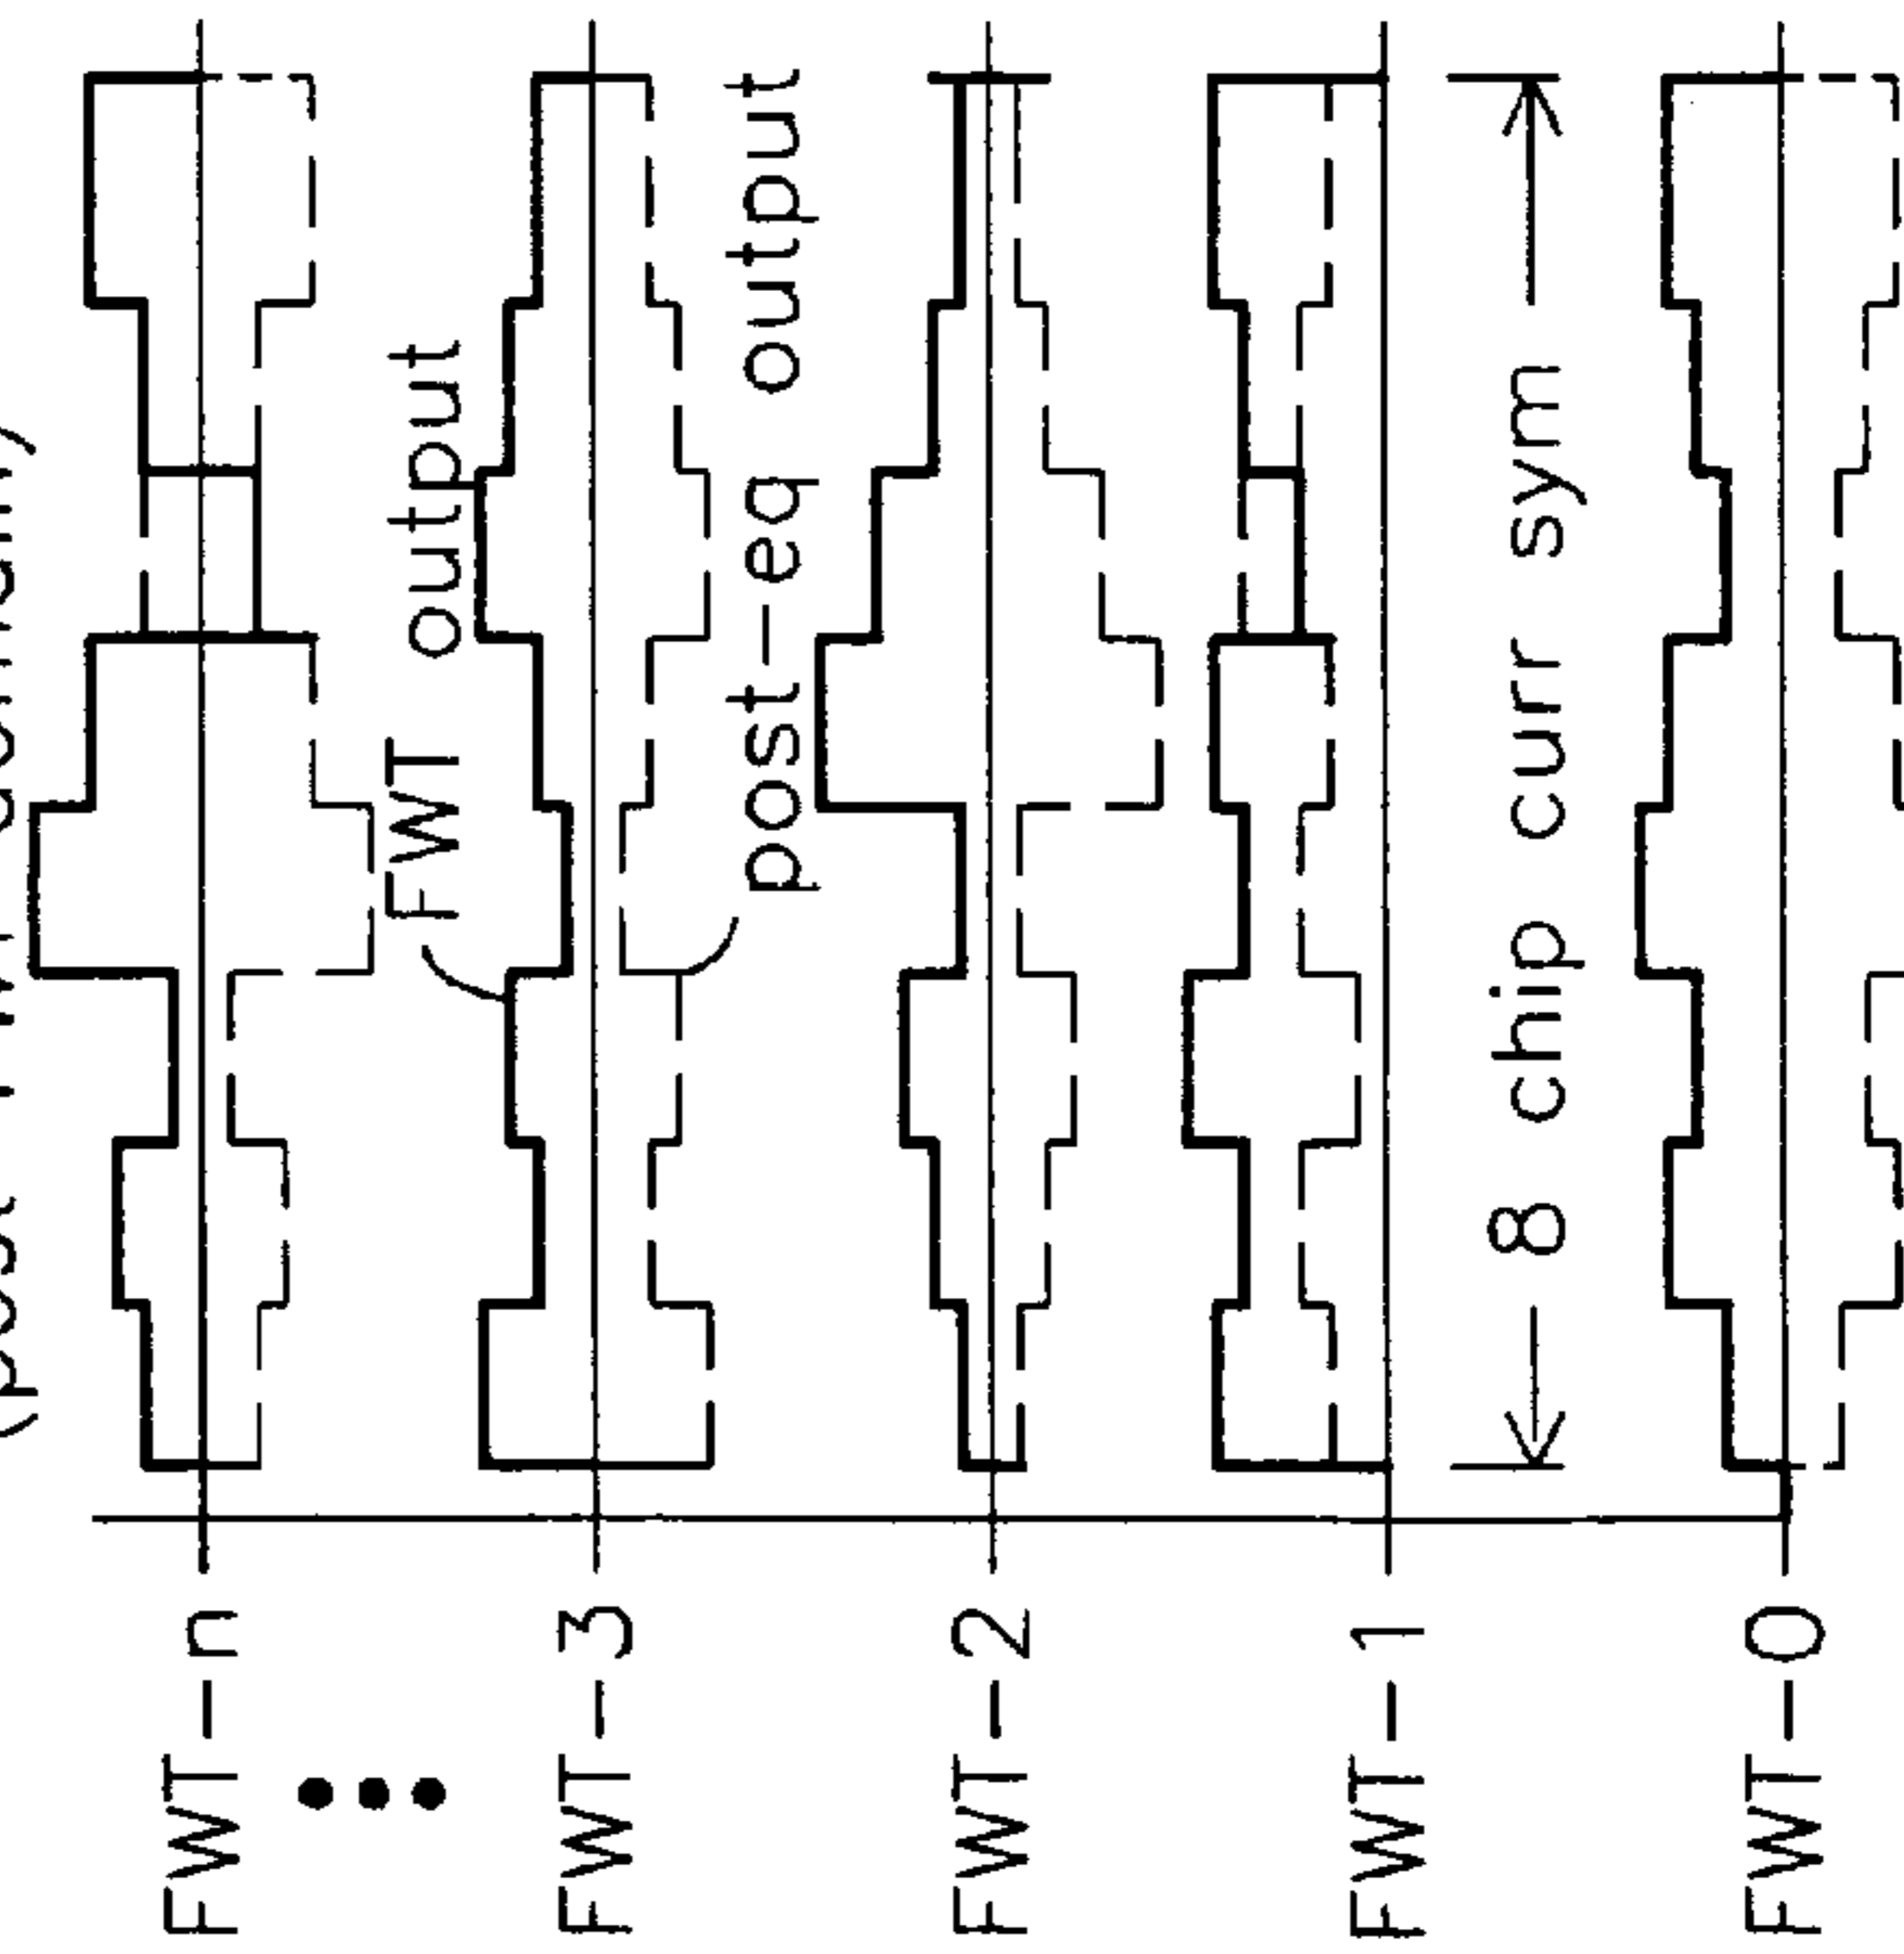 FWT-n
FWT output
FWT-3
post-eq output
FWT-2
FWT-1
8 chip curr sym
FWT-0